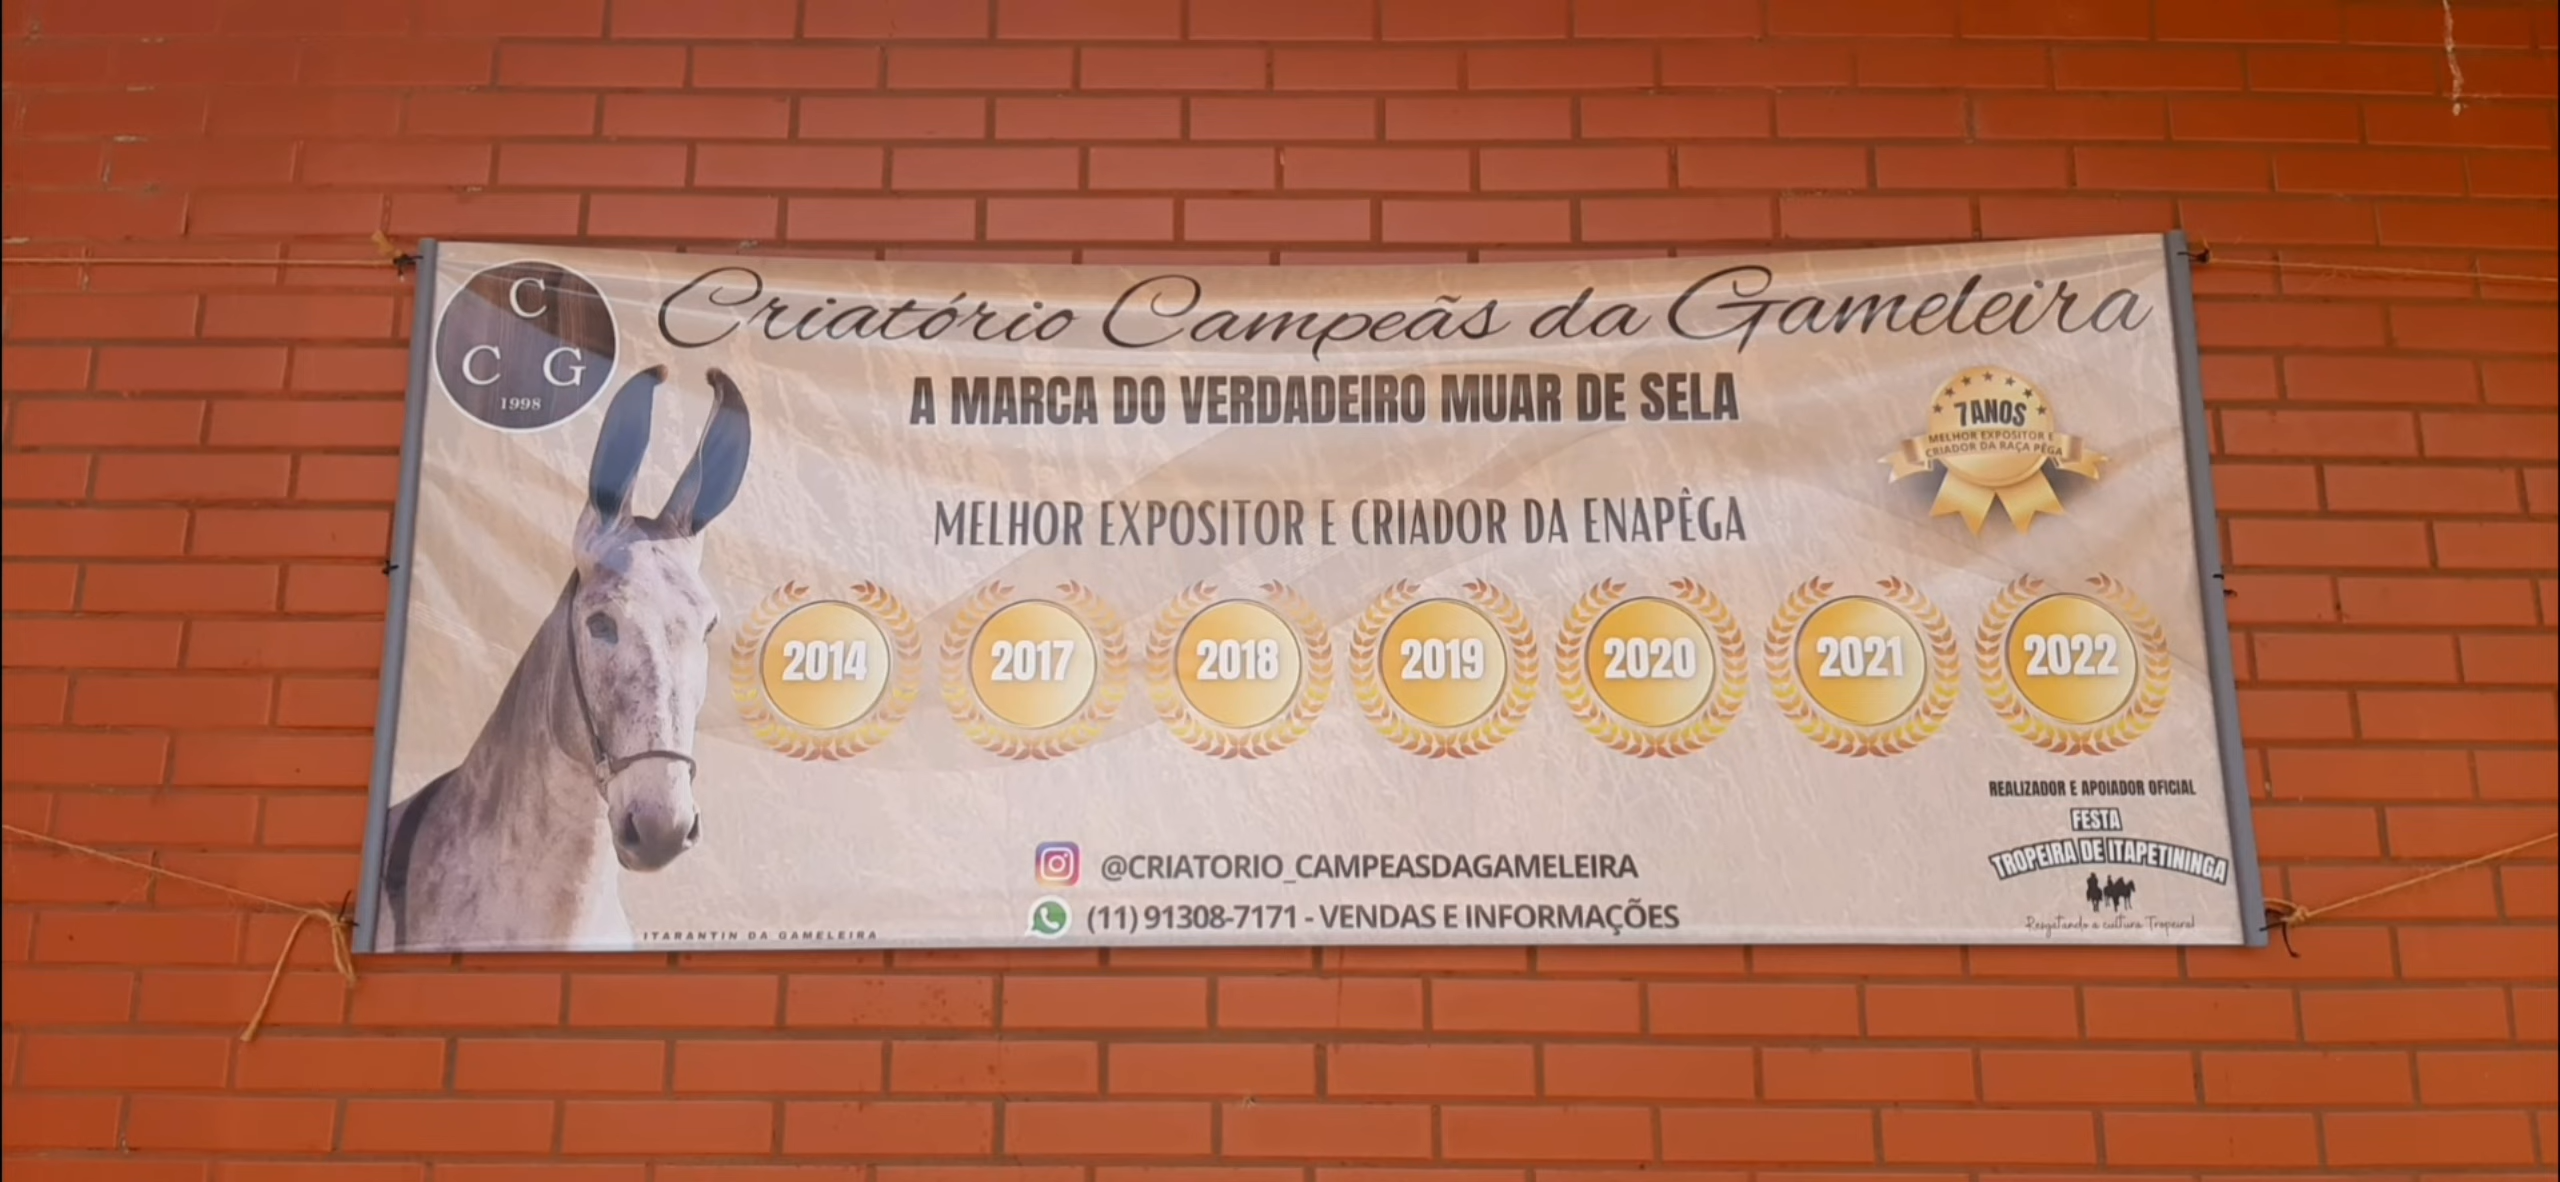 C
C G
1998
Criatório Campeãs da Gameleira
A MARCA DO VERDADEIRO MUAR DE SELA
7 ANOS
MELHOR EXPOSITOR E
CRIADOR DA RAÇA PÊGA
MELHOR EXPOSITOR E CRIADOR DA ENAPÊGA
2014 2017 2018 2019 2020 2021 2022
REALIZADOR E APOIADOR OFICIAL
FESTA
TROPEIRA DE ITAPETININGA
Resgatando a cultura Tropeira!
@CRIATORIO_CAMPEASDAGAMELEIRA
(11) 91308-7171 - VENDAS E INFORMAÇÕES
ITARANTIN DA GAMELEIRA